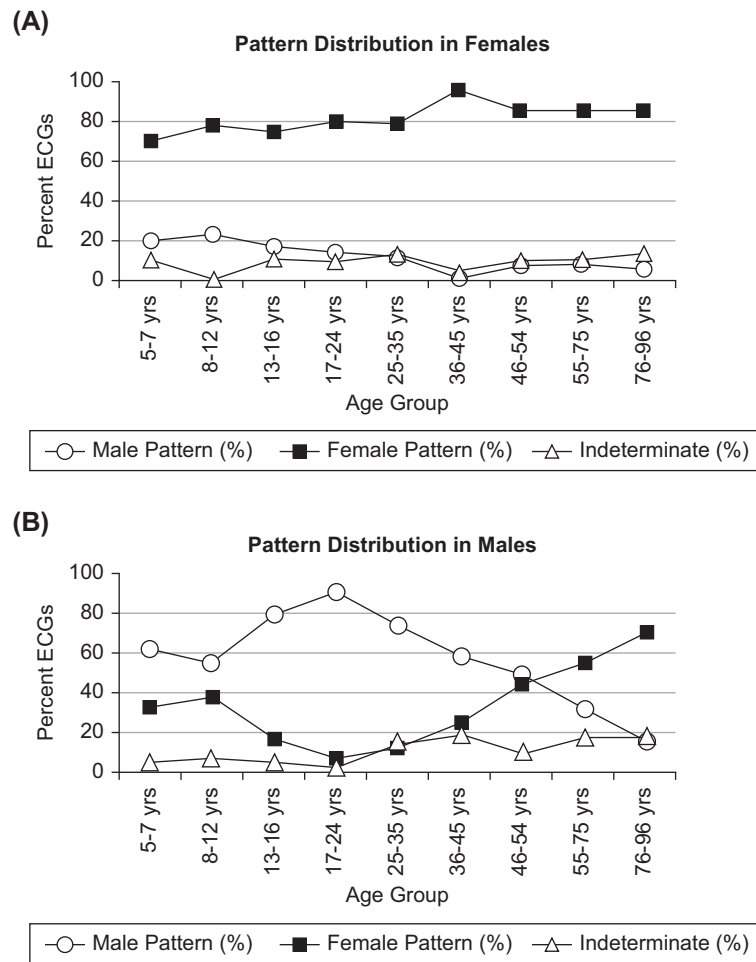 (A)
Pattern Distribution in Females
Percent ECGs
100
80
60
40
20
0
5-7 yrs
8-12 yrs
13-16 yrs
17-24 yrs
25-35 yrs
36-45 yrs
46-54 yrs
55-75 yrs
76-96 yrs
Age Group
Male Pattern (%) Female Pattern (%) Indeterminate (%)
(B)
Pattern Distribution in Males
Percent ECGs
100
80
60
40
20
0
5-7 yrs
8-12 yrs
13-16 yrs
17-24 yrs
25-35 yrs
36-45 yrs
46-54 yrs
55-75 yrs
76-96 yrs
Age Group
Male Pattern (%) Female Pattern (%) Indeterminate (%)